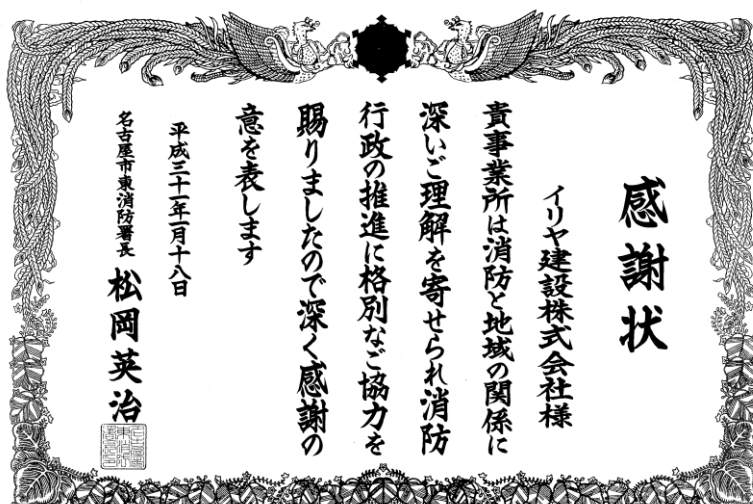 感謝状
イリヤ建設株式会社様
貴事業所は消防と地域の関係に
深いご理解を寄せられ消防
行政の推進に格別なご協力を
賜りましたので深く感謝の
意を表します
平成三十一年一月十八日
名古屋市東消防署長 松岡英治